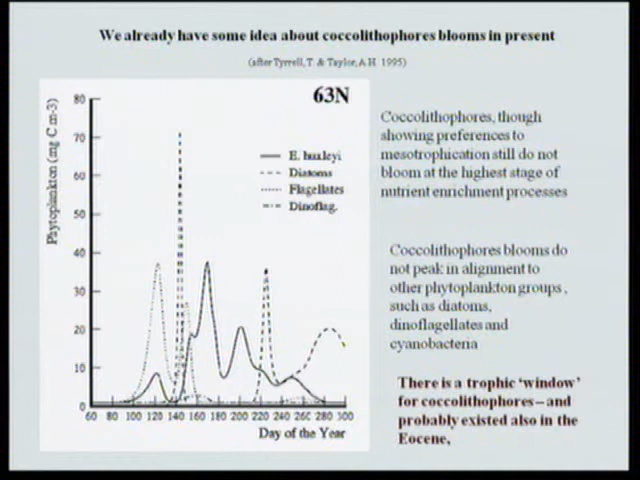 We already have some idea about coccolithophores blooms in present
(after Tyrrell, T. & Taylor, A.H. 1995)
63N
Phytoplankton (mg C m-3)
80
70
60
50
40
30
20
10
0
E. huxleyi
Diatoms
Flagellates
Dinoflag.
60 80 100 120 140 160 180 200 220 240 260 280 300
Day of the Year
Coccolithophores, though
showing preferences to
mesotrophication still do not
bloom at the highest stage of
nutrient enrichment processes
Coccolithophores blooms do
not peak in alignment to
other phytoplankton groups ,
such as diatoms,
dinoflagellates and
cyanobacteria
There is a trophic ‘window’
for coccolithophores – and
probably existed also in the
Eocene,